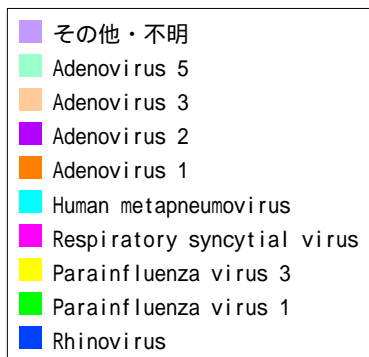 その他・不明
Adenovirus 5
Adenovirus 3
Adenovirus 2
Adenovirus 1
Human metapneumovirus
Respiratory syncytial virus
Parainfluenza virus 3
Parainfluenza virus 1
Rhinovirus